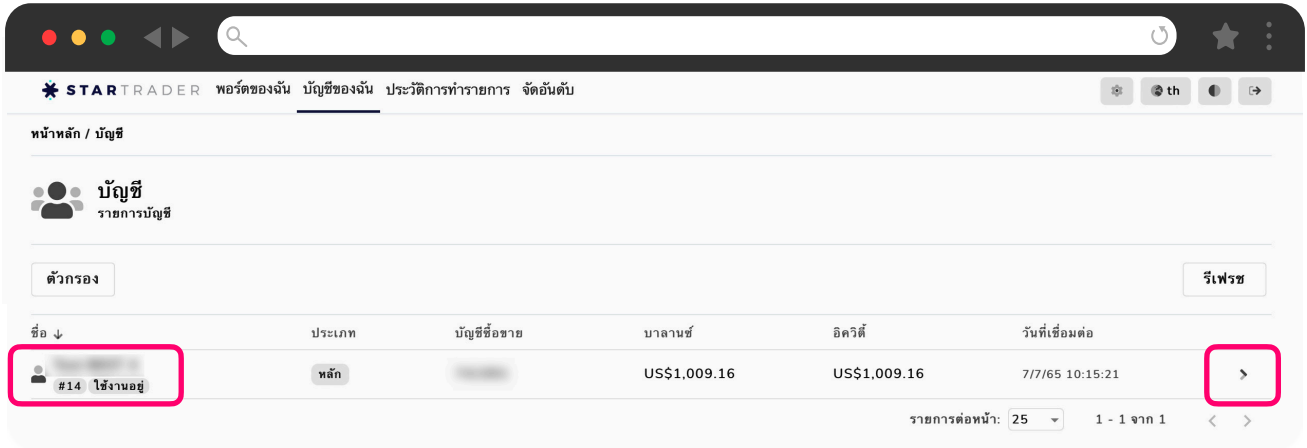 STARTRADER พอร์ตของฉัน บัญชีของฉัน ประวัติการทำรายการ จัดอันดับ th
หน้าหลัก / บัญชี
บัญชี
รายการบัญชี
ตัวกรอง รีเฟรช
ชื่อ ↓ ประเภท บัญชีซื้อขาย บาลานซ์ อิควิตี้ วันที่เชื่อมต่อ
หลัก US$1,009.16 US$1,009.16 7/7/65 10:15:21
#14 ใช้งานอยู่
รายการต่อหน้า: 25 1 - 1 จาก 1